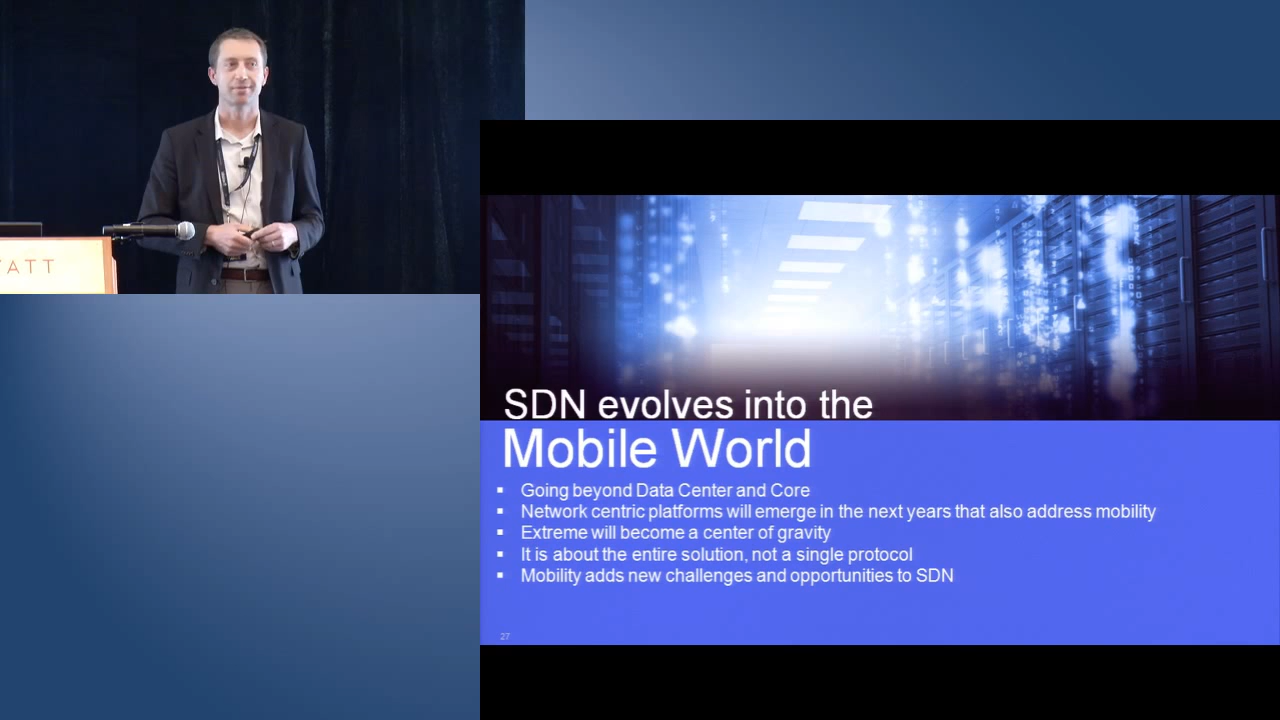 ATT
SDN evolves into the
Mobile World
▪ Going beyond Data Center and Core
▪ Network centric platforms will emerge in the next years that also address mobility
▪ Extreme will become a center of gravity
▪ It is about the entire solution, not a single protocol
▪ Mobility adds new challenges and opportunities to SDN
27